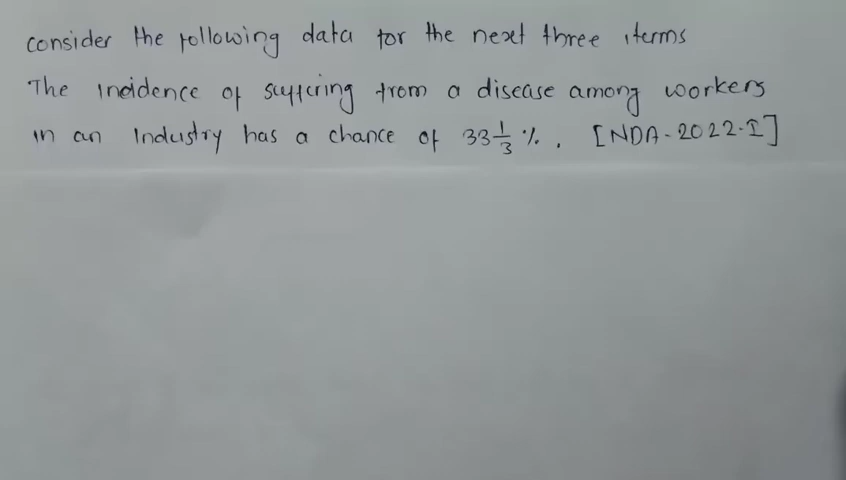 consider the following data for the next three items
The incidence of suffering from a disease among workers
in an Industry has a chance of 33 1/3 %. [NDA-2022-I]